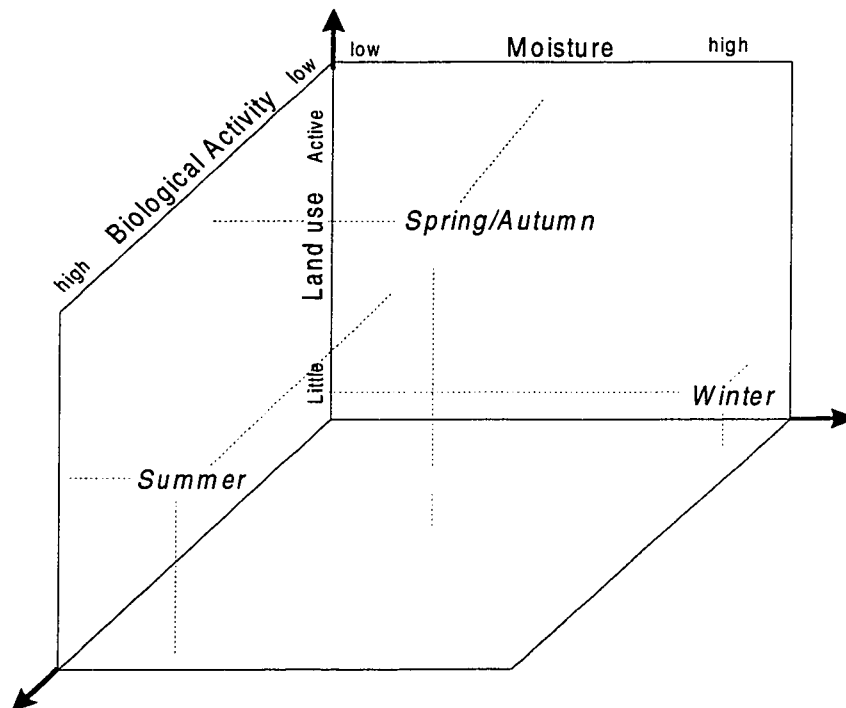 low Moisture high
low
Biological Activity
high
Active
Land use
Little
Spring/Autumn
Winter
Summer